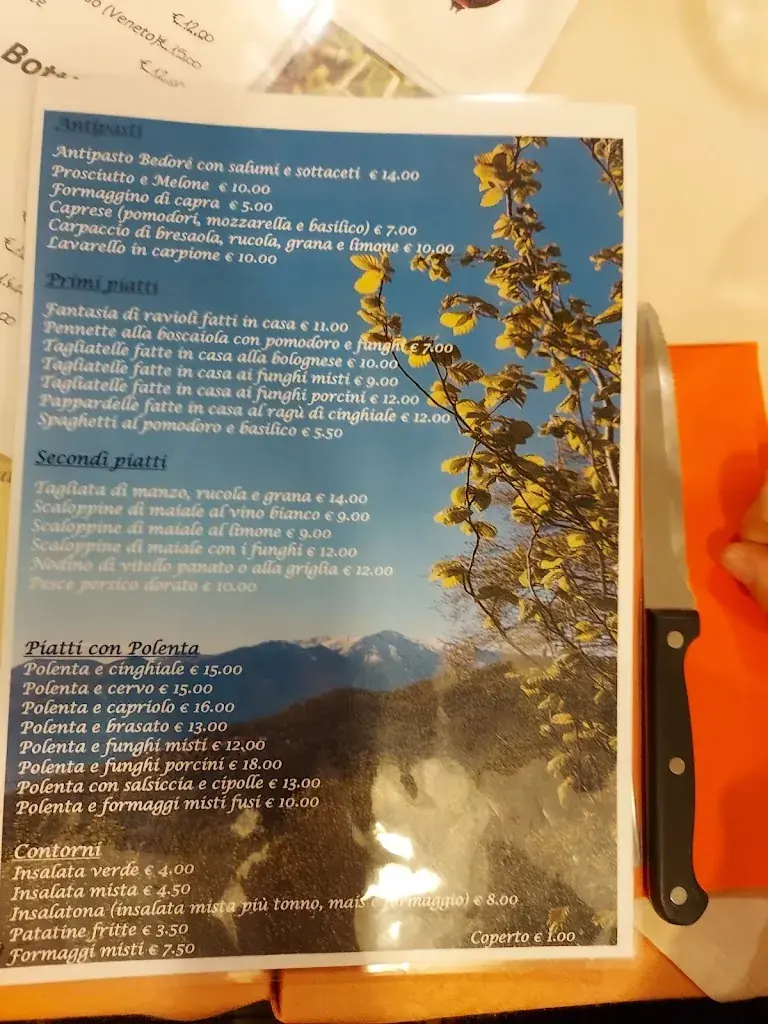 (Veneto) €15.00
€12.00
€12.00
Antipasti
Antipasto Bedoré con salumi e sottaceti € 14.00
Prosciutto e Melone € 10.00
Formaggino di capra € 5.00
Caprese (pomodori, mozzarella e basilico) € 7.00
Carpaccio di bresaola, rucola, grana e limone € 10.00
Lavarello in carpione € 10.00
Primi piatti
Fantasia di ravioli fatti in casa € 11.00
Pennette alla boscaiola con pomodoro e funghi € 7.00
Tagliatelle fatte in casa alla bolognese € 10.00
Tagliatelle fatte in casa ai funghi misti € 9.00
Tagliatelle fatte in casa ai funghi porcini € 12.00
Pappardelle fatte in casa al ragù di cinghiale € 12.00
Spaghetti al pomodoro e basilico € 5.50
Secondi piatti
Tagliata di manzo, rucola e grana € 14.00
Scaloppine di maiale al vino bianco € 9.00
Scaloppine di maiale al limone € 9.00
Scaloppine di maiale con i funghi € 12.00
Nodino di vitello panato o alla griglia € 12.00
Pesce persico dorato € 10.00
Piatti con Polenta
Polenta e cinghiale € 15.00
Polenta e cervo € 15.00
Polenta e capriolo € 16.00
Polenta e brasato € 13.00
Polenta e funghi misti € 12.00
Polenta e funghi porcini € 18.00
Polenta con salsiccia e cipolle € 13.00
Polenta e formaggi misti fusi € 10.00
Contorni
Insalata verde € 4.00
Insalata mista € 4.50
Insalatona (insalata mista più tonno, mais e formaggio) € 8.00
Patatine fritte € 3.50
Formaggi misti € 7.50
Coperto € 1.00